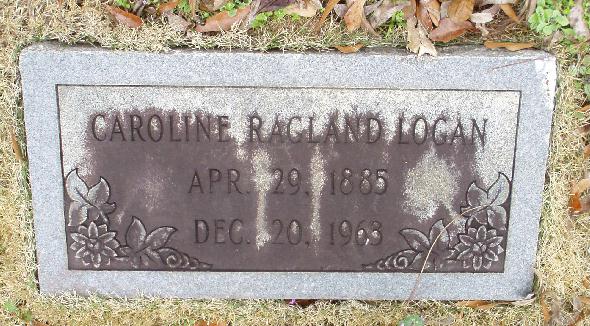 CAROLINE RAGLAND LOGAN
APR. 29, 1885
DEC. 20, 1963